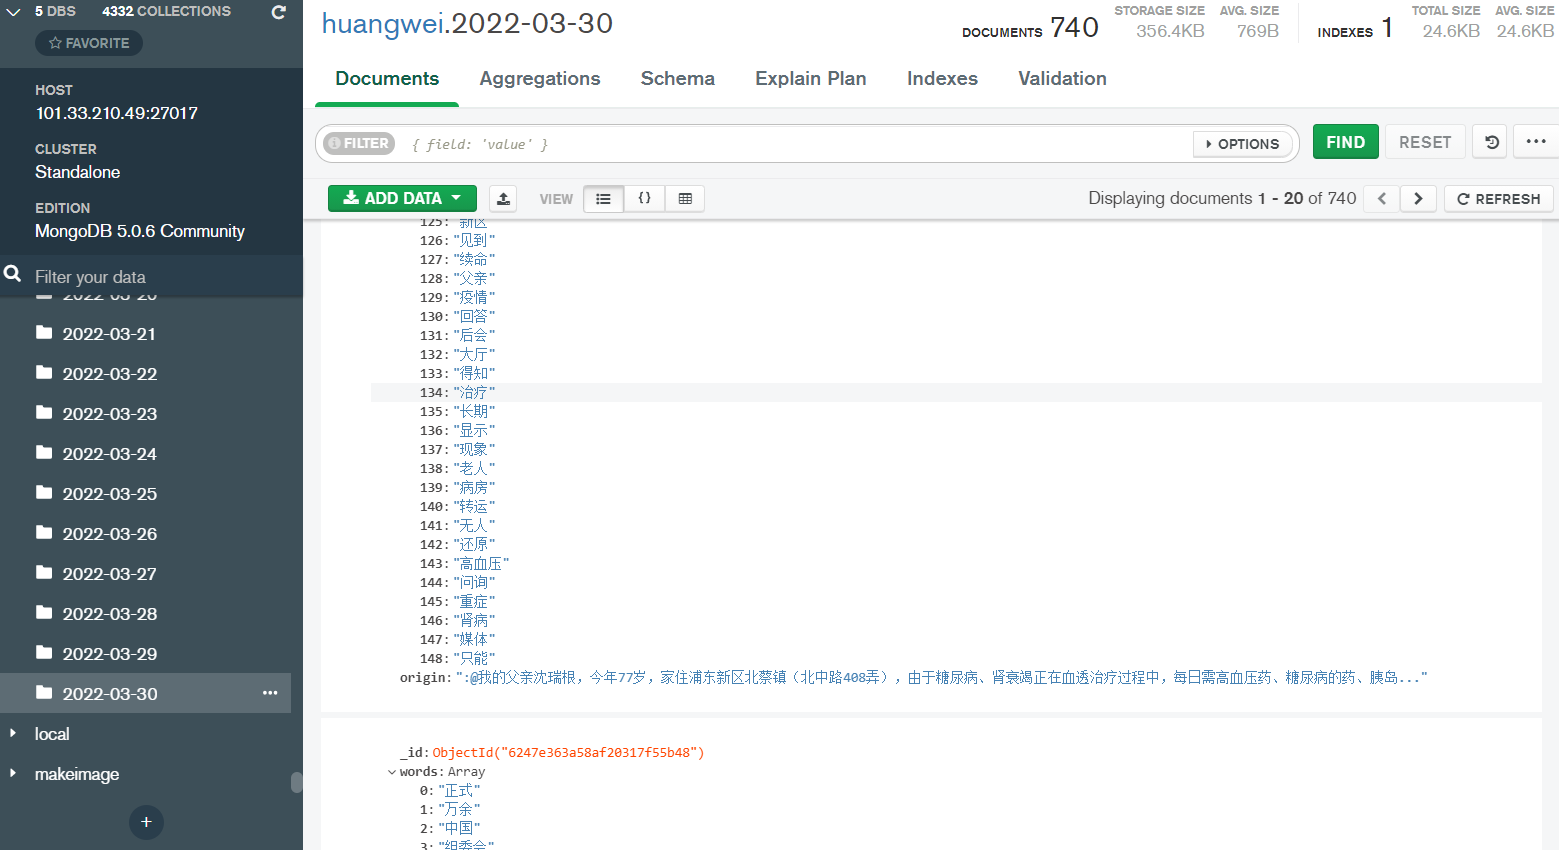 5 DBS 4332 COLLECTIONS
FAVORITE
HOST
101.33.210.49:27017
CLUSTER
Standalone
EDITION
MongoDB 5.0.6 Community
Filter your data
2022-03-20
2022-03-21
2022-03-22
2022-03-23
2022-03-24
2022-03-25
2022-03-26
2022-03-27
2022-03-28
2022-03-29
2022-03-30
local
makeimage
huangwei.2022-03-30
DOCUMENTS 740
STORAGE SIZE 356.4KB
AVG. SIZE 769B
INDEXES 1
TOTAL SIZE 24.6KB
AVG. SIZE 24.6KB
Documents Aggregations Schema Explain Plan Indexes Validation
FILTER { field: 'value' } OPTIONS FIND RESET
ADD DATA VIEW {} Displaying documents 1 - 20 of 740 REFRESH
125: "新区"
126: "见到"
127: "续命"
128: "父亲"
129: "疫情"
130: "回答"
131: "后会"
132: "大厅"
133: "得知"
134: "治疗"
135: "长期"
136: "显示"
137: "现象"
138: "老人"
139: "病房"
140: "转运"
141: "无人"
142: "还原"
143: "高血压"
144: "问询"
145: "重症"
146: "肾病"
147: "媒体"
148: "只能"
origin: ":@我的父亲沈瑞根，今年77岁，家住浦东新区北蔡镇（北中路408弄），由于糖尿病、肾衰竭正在血透治疗过程中，每日需高血压药、糖尿病的药、胰岛..."
_id: ObjectId("6247e363a58af20317f55b48")
words: Array
0: "正式"
1: "万余"
2: "中国"
3: "组委会"